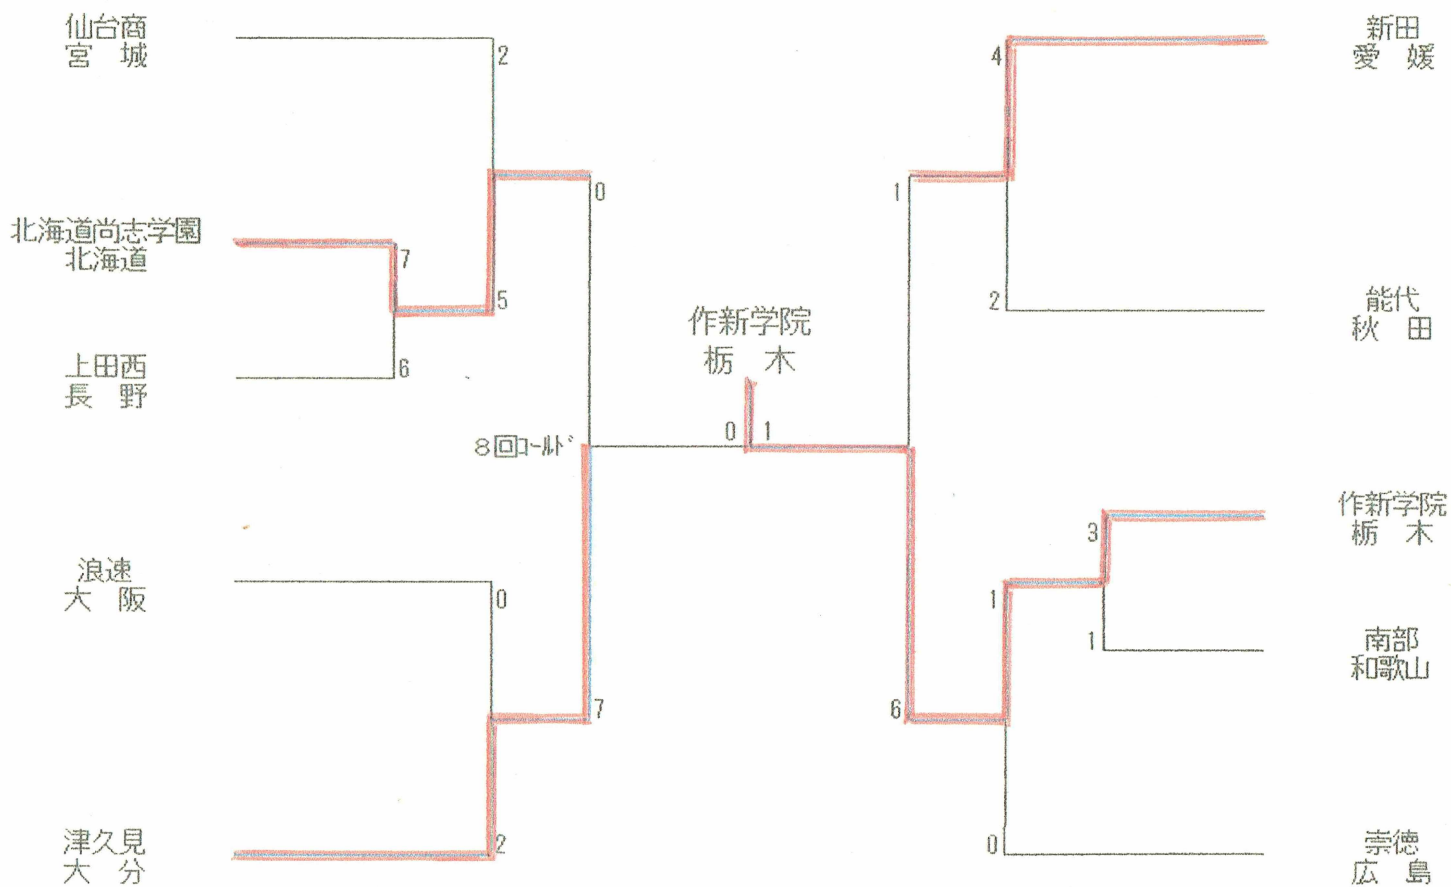 仙台商
宮　城
2
北海道尚志学園
北海道
7
5
上田西
長　野
6
0
8回ｺｰﾙﾄﾞ
浪速
大　阪
0
7
津久見
大　分
2
作新学院
栃　木
0 1
新田
愛　媛
4
1
能代
秋　田
2
作新学院
栃　木
3
1
南部
和歌山
1
6
崇徳
広　島
0